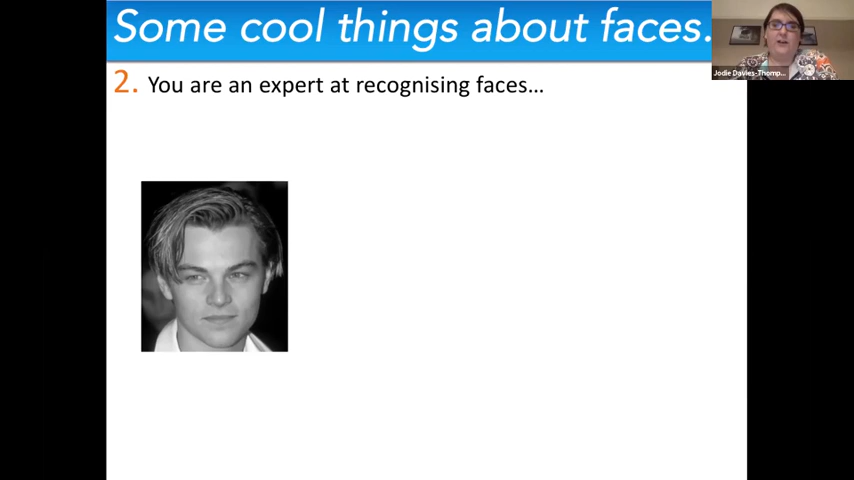 Some cool things about faces.
Jodie Davies-Thomp...
2. You are an expert at recognising faces...